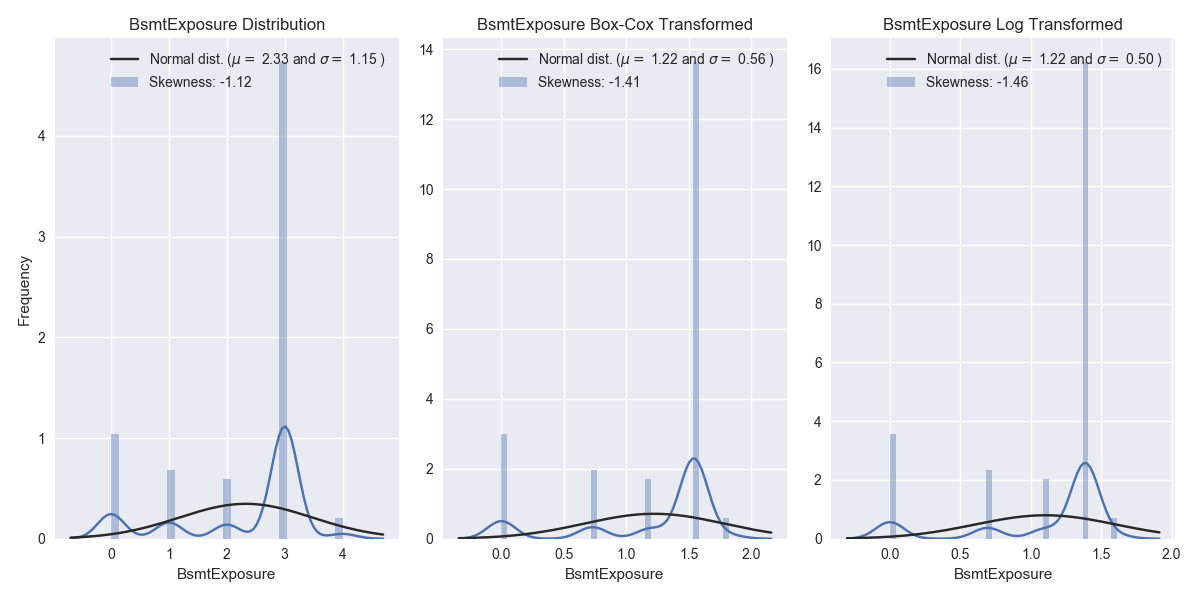 BsmtExposure Distribution
Normal dist. (μ = 2.33 and σ = 1.15 )
Skewness: -1.12
Frequency
4
3
2
1
0
0 1 2 3 4
BsmtExposure
BsmtExposure Box-Cox Transformed
Normal dist. (μ = 1.22 and σ = 0.56 )
Skewness: -1.41
14
12
10
8
6
4
2
0
0.0 0.5 1.0 1.5 2.0
BsmtExposure
BsmtExposure Log Transformed
Normal dist. (μ = 1.22 and σ = 0.50 )
Skewness: -1.46
16
14
12
10
8
6
4
2
0
0.0 0.5 1.0 1.5 2.0
BsmtExposure